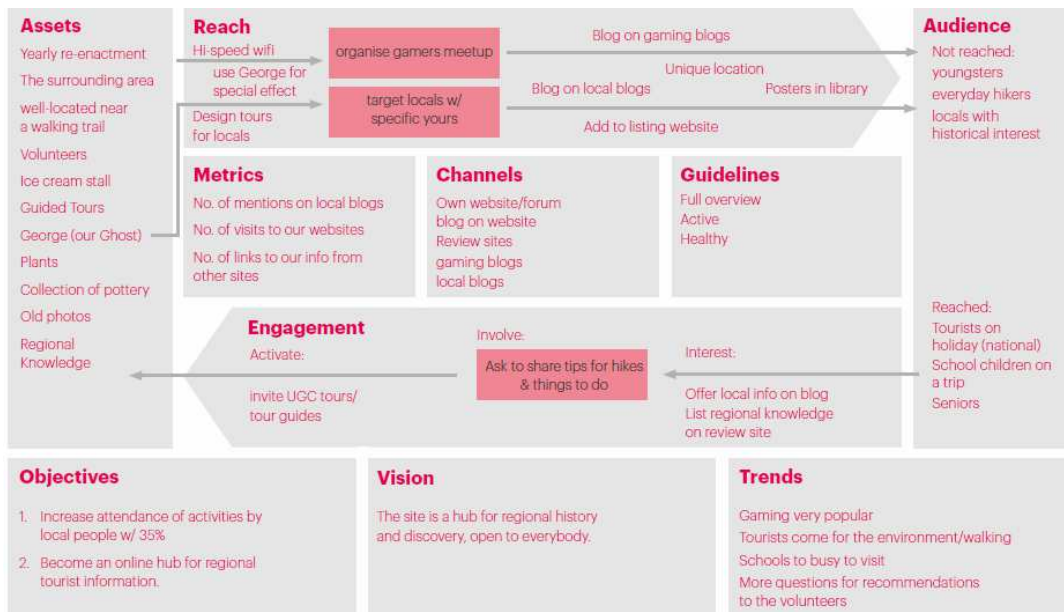 Assets
Yearly re-enactment
The surrounding area
well-located near
a walking trail
Volunteers
Ice cream stall
Guided Tours
George (our Ghost)
Plants
Collection of pottery
Old photos
Regional
Knowledge
Reach
Hi-speed wifi
use George for
special effect
Design tours
for locals
organise gamers meetup
target locals w/
specific yours
Blog on gaming blogs
Unique location
Blog on local blogs
Posters in library
Add to listing website
Audience
Not reached:
youngsters
everyday hikers
locals with
historical interest
Reached:
Tourists on
holiday (national)
School children on
a trip
Seniors
Metrics
No. of mentions on local blogs
No. of visits to our websites
No. of links to our info from
other sites
Channels
Own website/forum
blog on website
Review sites
gaming blogs
local blogs
Guidelines
Full overview
Active
Healthy
Engagement
Activate:
invite UGC tours/
tour guides
Involve:
Ask to share tips for hikes
& things to do
Interest:
Offer local info on blog
List regional knowledge
on review site
Objectives
1. Increase attendance of activities by
local people w/ 35%
2. Become an online hub for regional
tourist information.
Vision
The site is a hub for regional history
and discovery, open to everybody.
Trends
Gaming very popular
Tourists come for the environment/walking
Schools to busy to visit
More questions for recommendations
to the volunteers